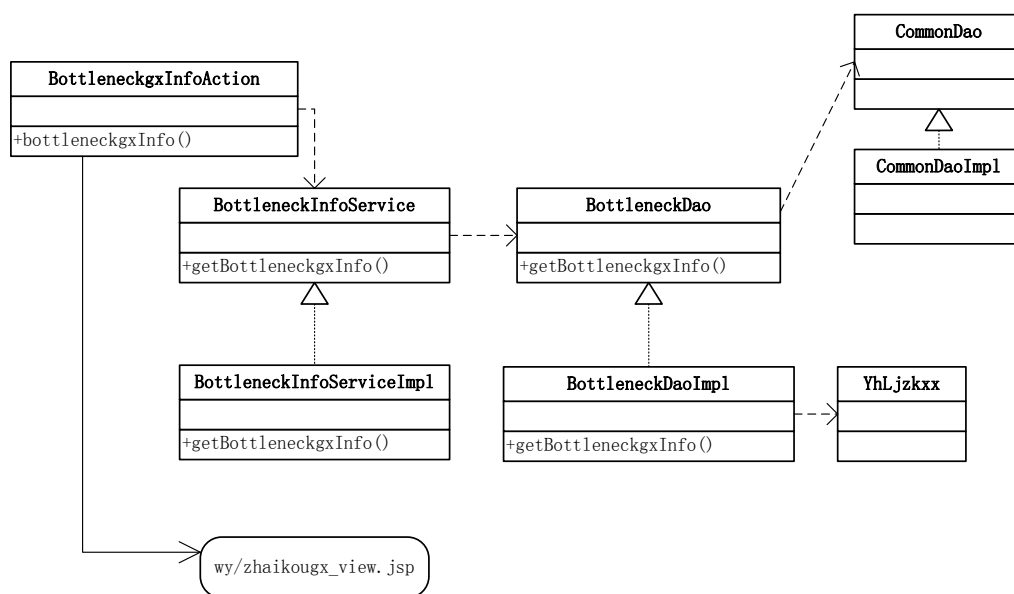 CommonDao
BottleneckgxInfoAction
+bottleneckgxInfo()
CommonDaoImpl
BottleneckInfoService
+getBottleneckgxInfo()
BottleneckDao
+getBottleneckgxInfo()
BottleneckInfoServiceImpl
+getBottleneckgxInfo()
BottleneckDaoImpl
+getBottleneckgxInfo()
YhLjzkxx
wy/zhaikougx_view.jsp